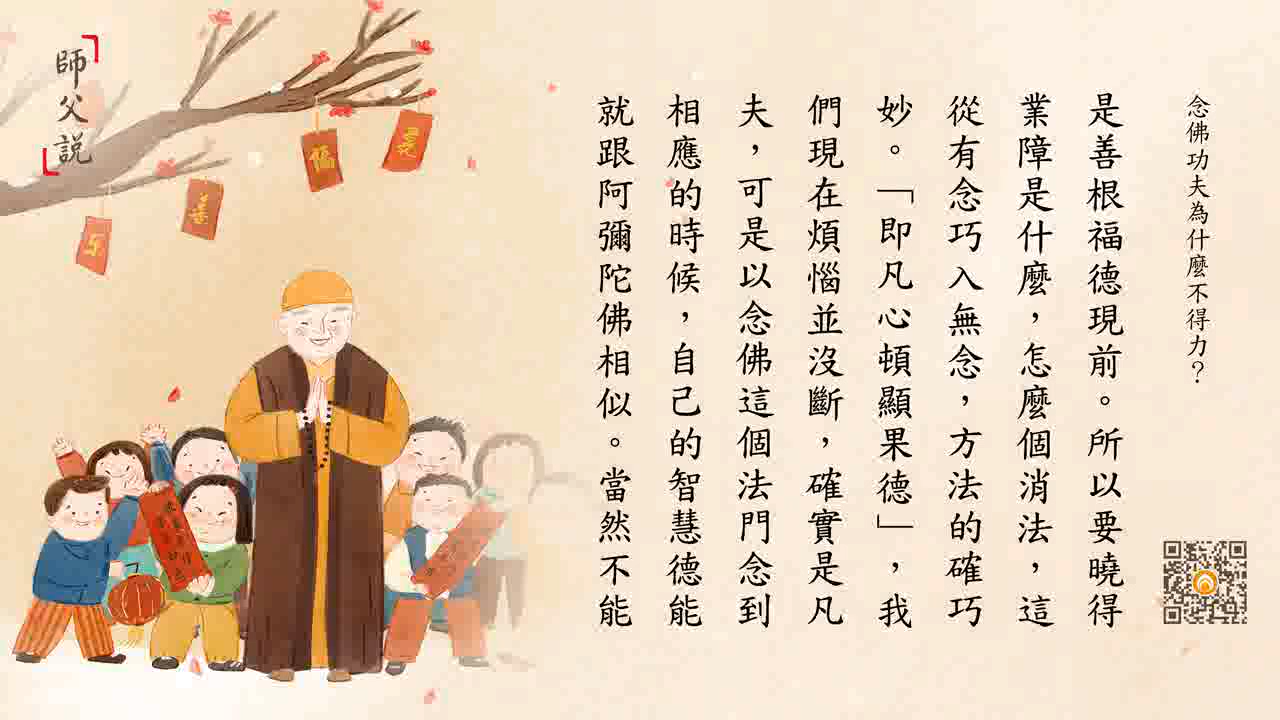 念佛功夫為什麼不得力？
是善根福德現前。所以要曉得
業障是什麼，怎麼個消法，這
從有念巧入無念，方法的確巧
妙。「即凡心頓顯果德」，我
們現在煩惱並沒斷，確實是凡
夫，可是以念佛這個法門念到
相應的時候，自己的智慧德能
就跟阿彌陀佛相似。當然不能
師父説
福